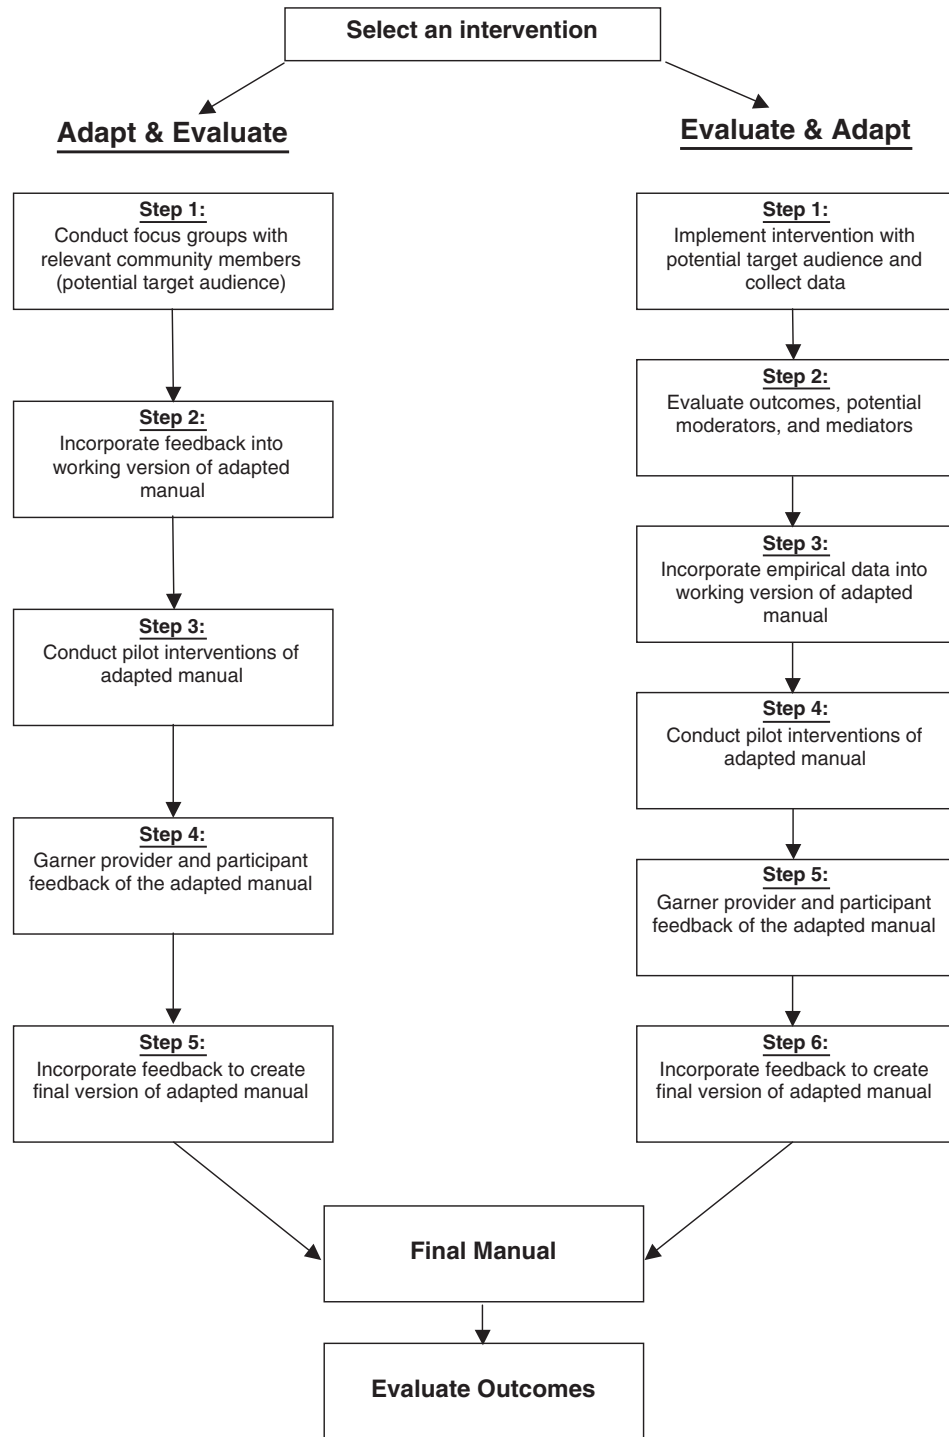 Select an intervention
Adapt & Evaluate
Step 1:
Conduct focus groups with
relevant community members
(potential target audience)
Step 2:
Incorporate feedback into
working version of adapted
manual
Step 3:
Conduct pilot interventions of
adapted manual
Step 4:
Garner provider and participant
feedback of the adapted manual
Step 5:
Incorporate feedback to create
final version of adapted manual
Evaluate & Adapt
Step 1:
Implement intervention with
potential target audience and
collect data
Step 2:
Evaluate outcomes, potential
moderators, and mediators
Step 3:
Incorporate empirical data into
working version of adapted
manual
Step 4:
Conduct pilot interventions of
adapted manual
Step 5:
Garner provider and participant
feedback of the adapted manual
Step 6:
Incorporate feedback to create
final version of adapted manual
Final Manual
Evaluate Outcomes